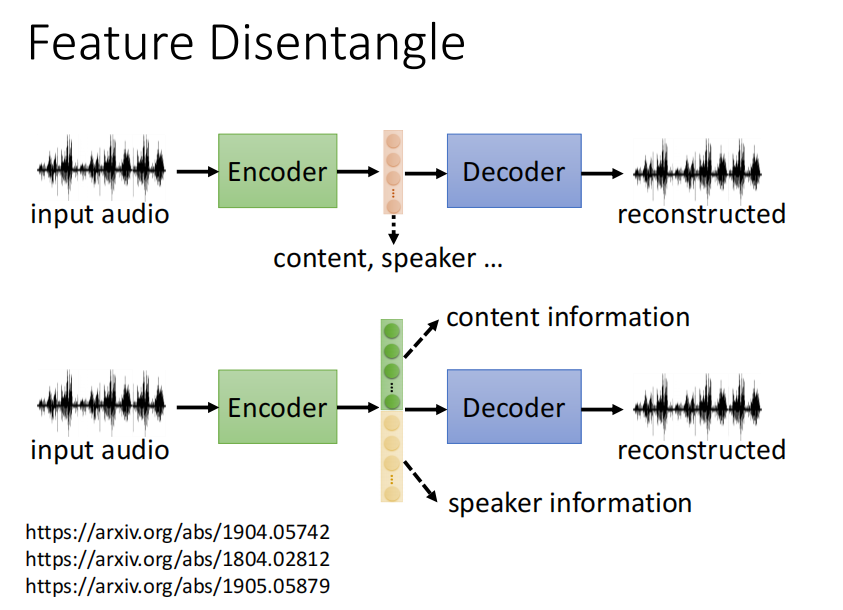 Feature Disentangle
Encoder
Decoder
input audio
reconstructed
content, speaker ...
content information
Encoder
Decoder
input audio
reconstructed
speaker information
https://arxiv.org/abs/1904.05742
https://arxiv.org/abs/1804.02812
https://arxiv.org/abs/1905.05879